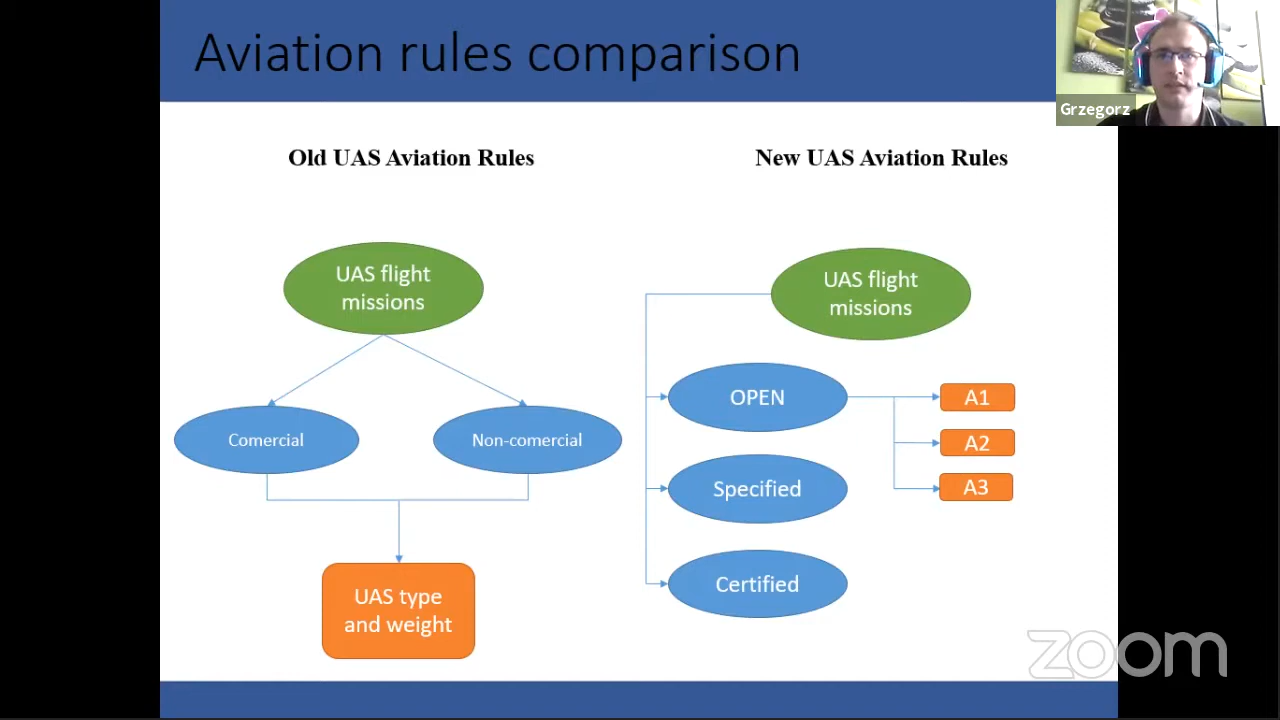 Aviation rules comparison
Grzegorz
Old UAS Aviation Rules
New UAS Aviation Rules
UAS flight
missions
Comercial
Non-comercial
UAS type
and weight
UAS flight
missions
OPEN
A1
A2
A3
Specified
Certified
zoom